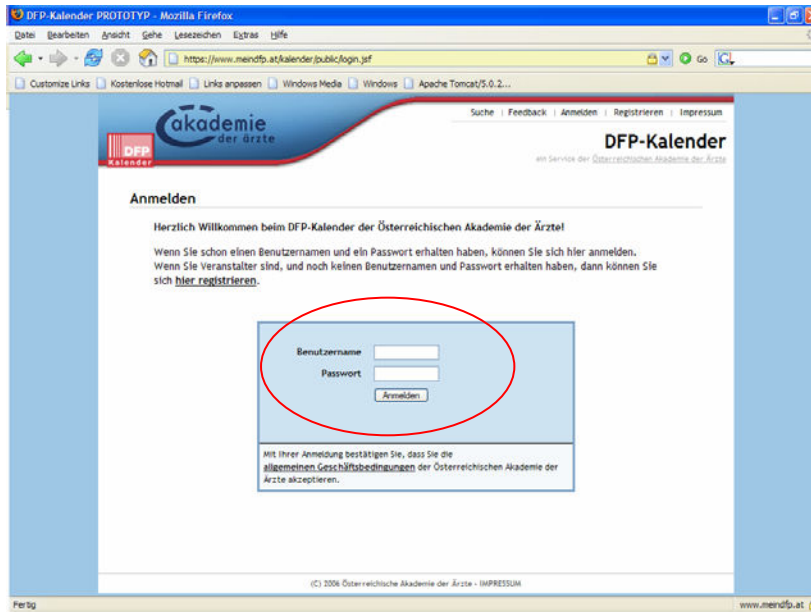 DFP-Kalender PROTOTYP - Mozilla Firefox
Datei Bearbeiten Ansicht Gehe Lesezeichen Extras Hilfe
https://www.meindfp.at/kalender/public/login.jsf Go
Customize Links Kostenlose Hotmail Links anpassen Windows Media Windows Apache Tomcat/5.0.2...
Suche | Feedback | Anmelden | Registrieren | Impressum
akademie
der ärzte
DFP
Kalender
DFP-Kalender
ein Service der Österreichischen Akademie der Ärzte
Anmelden
Herzlich Willkommen beim DFP-Kalender der Österreichischen Akademie der Ärzte!
Wenn Sie schon einen Benutzernamen und ein Passwort erhalten haben, können Sie sich hier anmelden.
Wenn Sie Veranstalter sind, und noch keinen Benutzernamen und Passwort erhalten haben, dann können Sie
sich hier registrieren.
Benutzername
Passwort
Anmelden
Mit Ihrer Anmeldung bestätigen Sie, dass Sie die
allgemeinen Geschäftsbedingungen der Österreichischen Akademie der
Ärzte akzeptieren.
(C) 2006 Österreichische Akademie der Ärzte - IMPRESSUM
Fertig www.meindfp.at